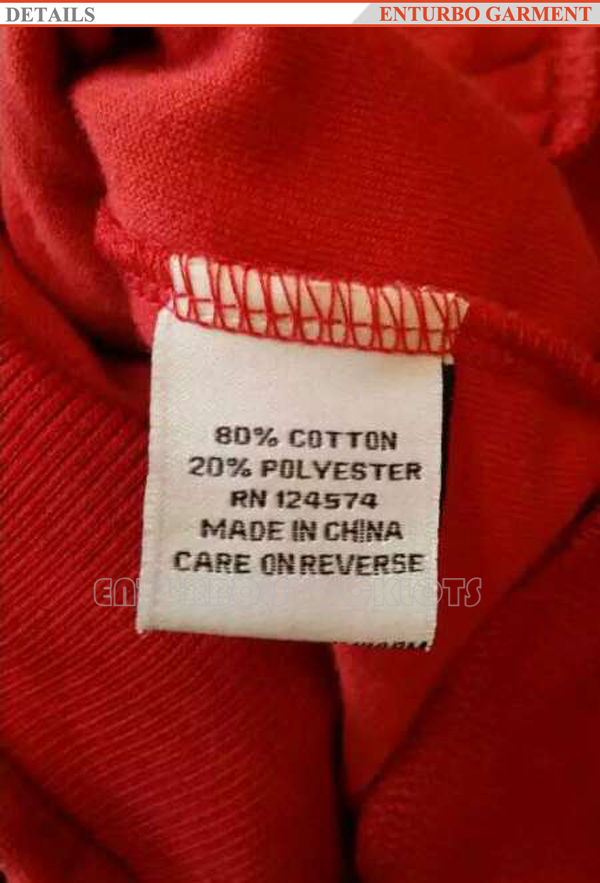 DETAILS
ENTURBO GARMENT
80% COTTON
20% POLYESTER
RN 124574
MADE IN CHINA
CARE ON REVERSE